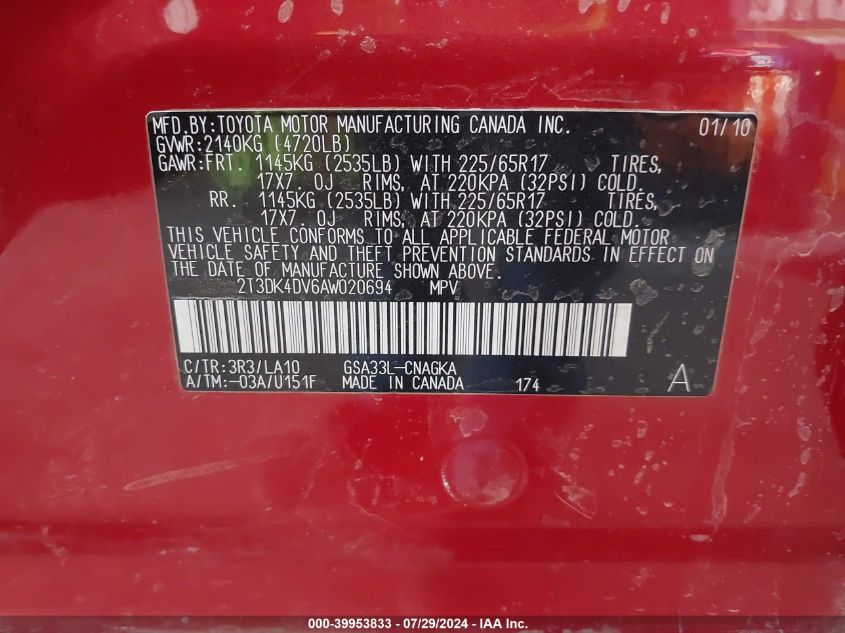 MFD.BY:TOYOTA MOTOR MANUFACTURING CANADA INC. 01/10
GVWR:2140KG (4720LB)
GAWR:FRT. 1145KG (2535LB) WITH 225/65R17 TIRES,
17X7.0J RIMS, AT 220KPA (32PSI) COLD.
RR. 1145KG (2535LB) WITH 225/65R17 TIRES,
17X7.0J RIMS, AT 220KPA (32PSI) COLD.
THIS VEHICLE CONFORMS TO ALL APPLICABLE FEDERAL MOTOR
VEHICLE SAFETY AND THEFT PREVENTION STANDARDS IN EFFECT ON
THE DATE OF MANUFACTURE SHOWN ABOVE.
2T3DK4DV6AW020694 MPV
C/TR:3R3/LA10 GSA33L-CNAGKA
A/TM:-03A/U151F MADE IN CANADA 174 A
000-39953833 - 07/29/2024 - IAA Inc.